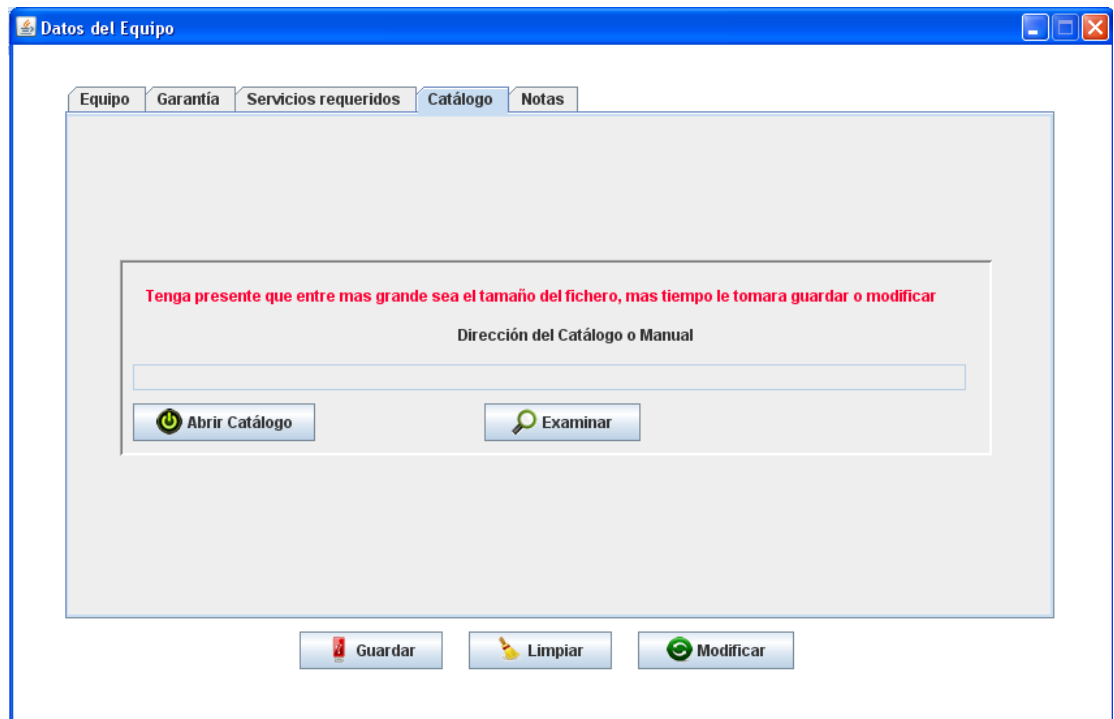 Datos del Equipo
Equipo Garantía Servicios requeridos Catálogo Notas
Tenga presente que entre mas grande sea el tamaño del fichero, mas tiempo le tomara guardar o modificar
Dirección del Catálogo o Manual
Abrir Catálogo Examinar
Guardar Limpiar Modificar